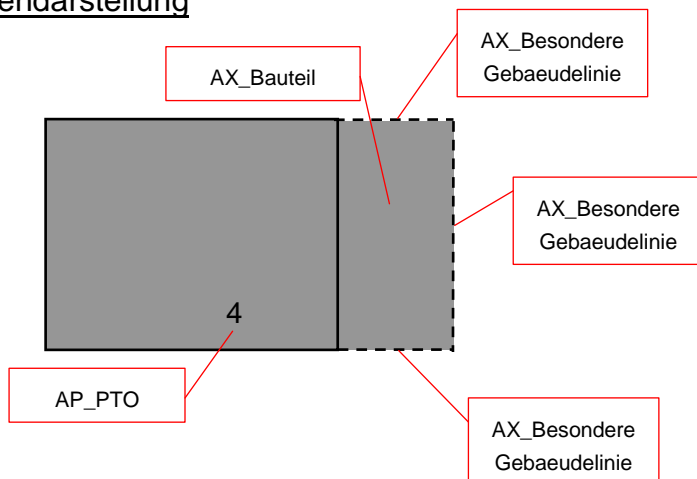 endarstellung
AX_Besondere
Gebaeudelinie
AX_Bauteil
AX_Besondere
Gebaeudelinie
4
AP_PTO
AX_Besondere
Gebaeudelinie